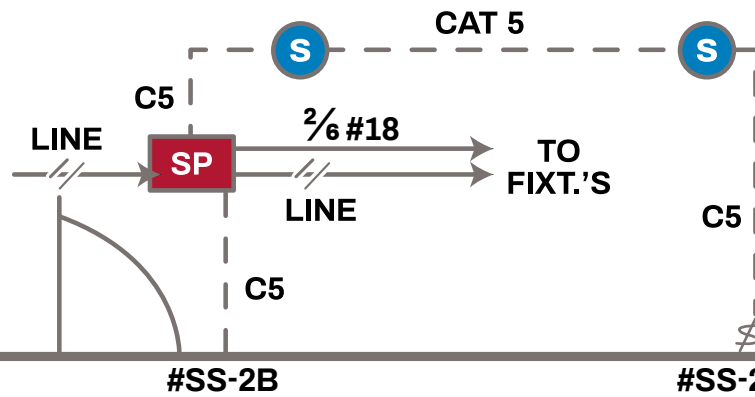 CAT 5
S
S
C5
²⁄₆ #18
LINE
SP
TO
FIXT.'S
LINE
C5
C5
#SS-2B